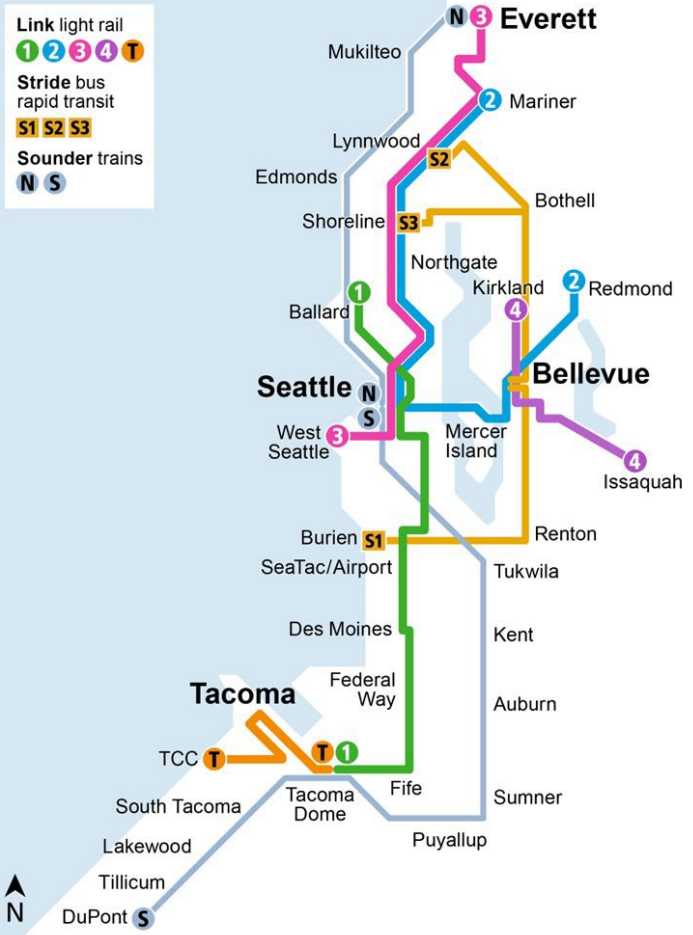 Link light rail
1 2 3 4 T
Stride bus
rapid transit
S1 S2 S3
Sounder trains
N S
N 3 Everett
Mukilteo
2 Mariner
Lynnwood
S2
Edmonds
Bothell
Shoreline S3
Northgate
Kirkland
2 Redmond
1
4
Ballard
Seattle N
S
Bellevue
West
Seattle
3
Mercer
Island
4
Issaquah
Burien S1
Renton
SeaTac/Airport
Tukwila
Des Moines
Kent
Federal
Way
Tacoma
Auburn
TCC T
T 1
Tacoma
Dome
Fife
Sumner
South Tacoma
Puyallup
Lakewood
Tillicum
DuPont S
N